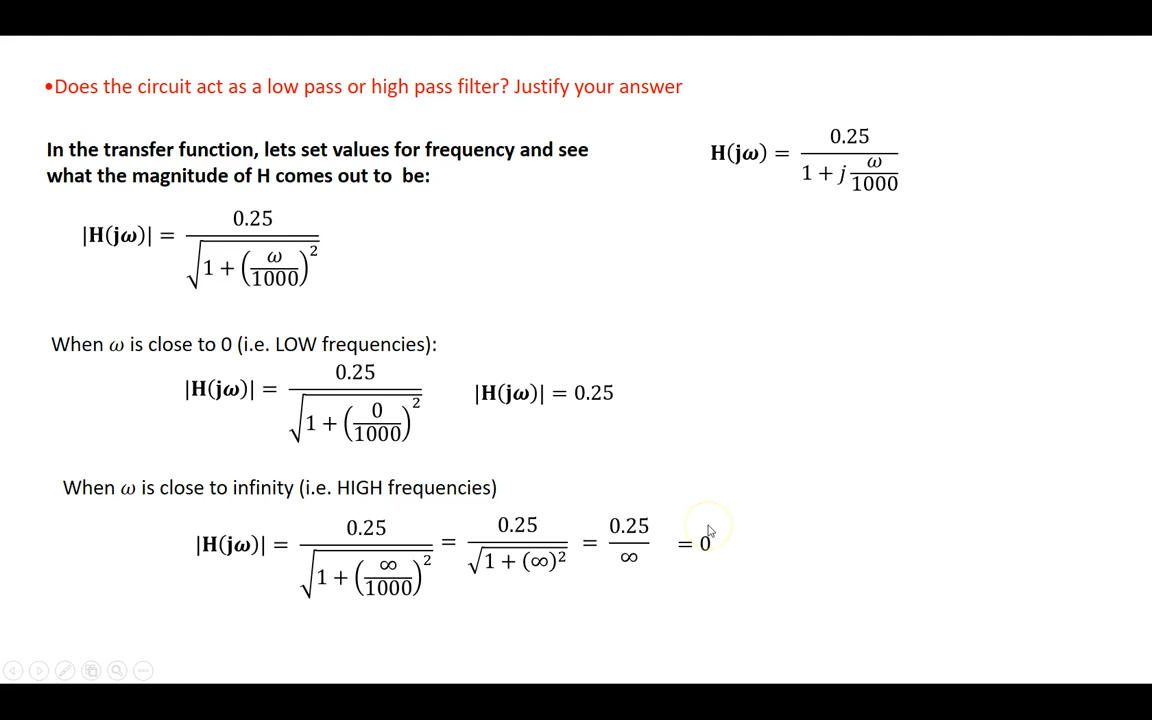 •Does the circuit act as a low pass or high pass filter? Justify your answer
In the transfer function, lets set values for frequency and see
what the magnitude of H comes out to be:
H(jω) = 0.25 / (1 + j ω/1000)
|H(jω)| = 0.25 / √(1 + (ω/1000)²)
When ω is close to 0 (i.e. LOW frequencies):
|H(jω)| = 0.25 / √(1 + (0/1000)²) |H(jω)| = 0.25
When ω is close to infinity (i.e. HIGH frequencies)
|H(jω)| = 0.25 / √(1 + (∞/1000)²) = 0.25 / √(1 + (∞)²) = 0.25 / ∞ = 0